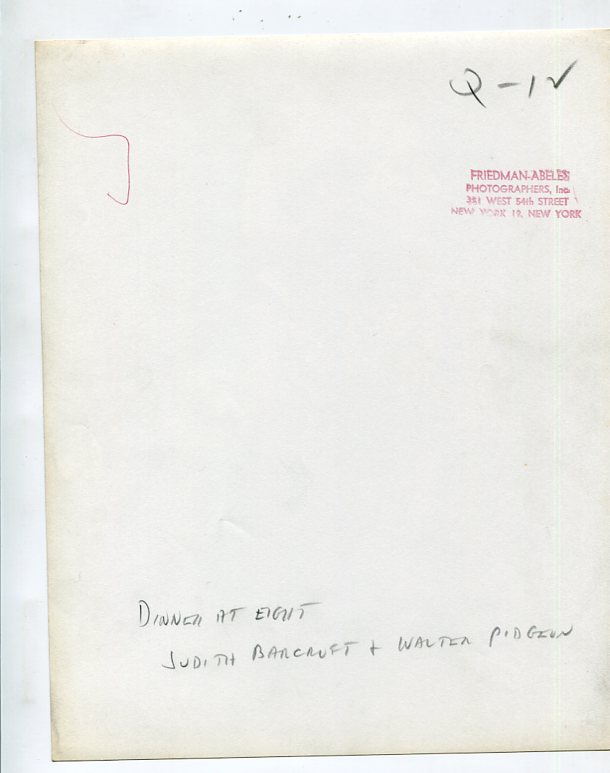 Q-12
FRIEDMAN-ABELES
PHOTOGRAPHERS, Inc.
351 WEST 54th STREET
NEW YORK 19, NEW YORK
DINNER AT EIGHT
JUDITH BARCROFT + WALTER PIDGEON